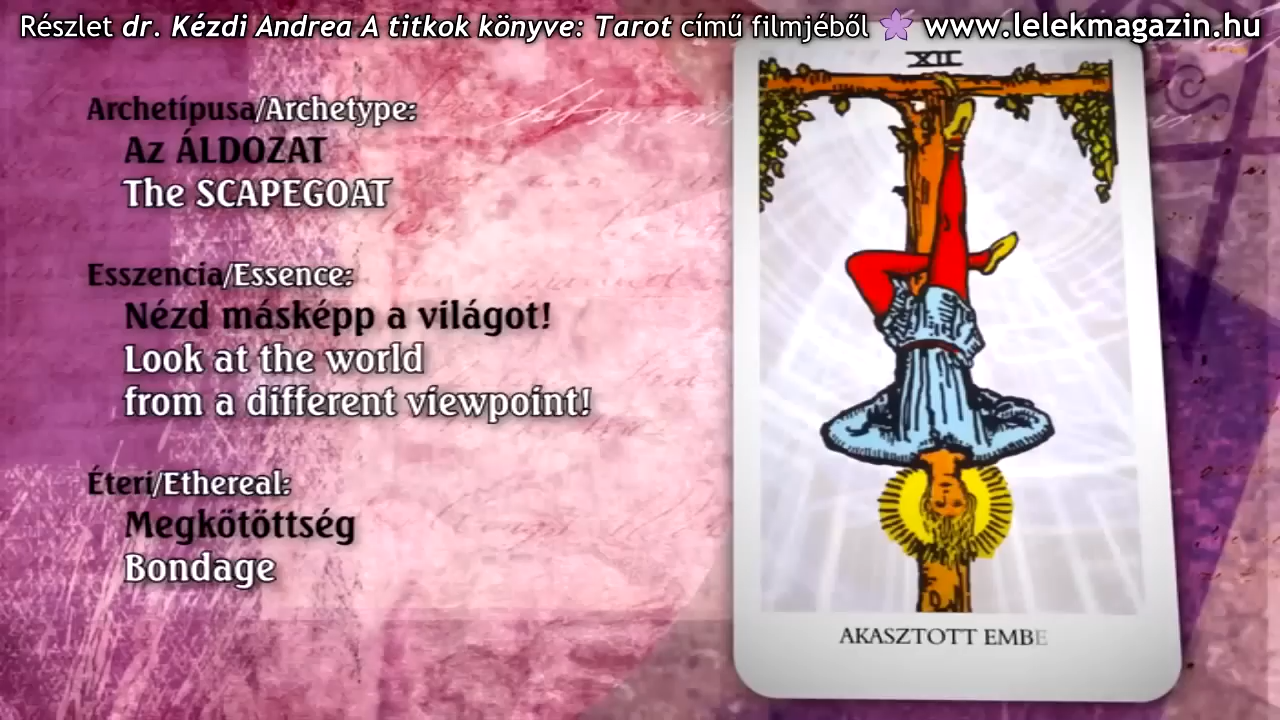 Részlet dr. Kézdi Andrea A titkok könyve: Tarot című filmjéből www.lelekmagazin.hu
Archetípusa/Archetype:
Az ÁLDOZAT
The SCAPEGOAT
Esszencia/Essence:
Nézd másképp a világot!
Look at the world
from a different viewpoint!
Éteri/Ethereal:
Megkötöttség
Bondage
XII
AKASZTOTT EMBE